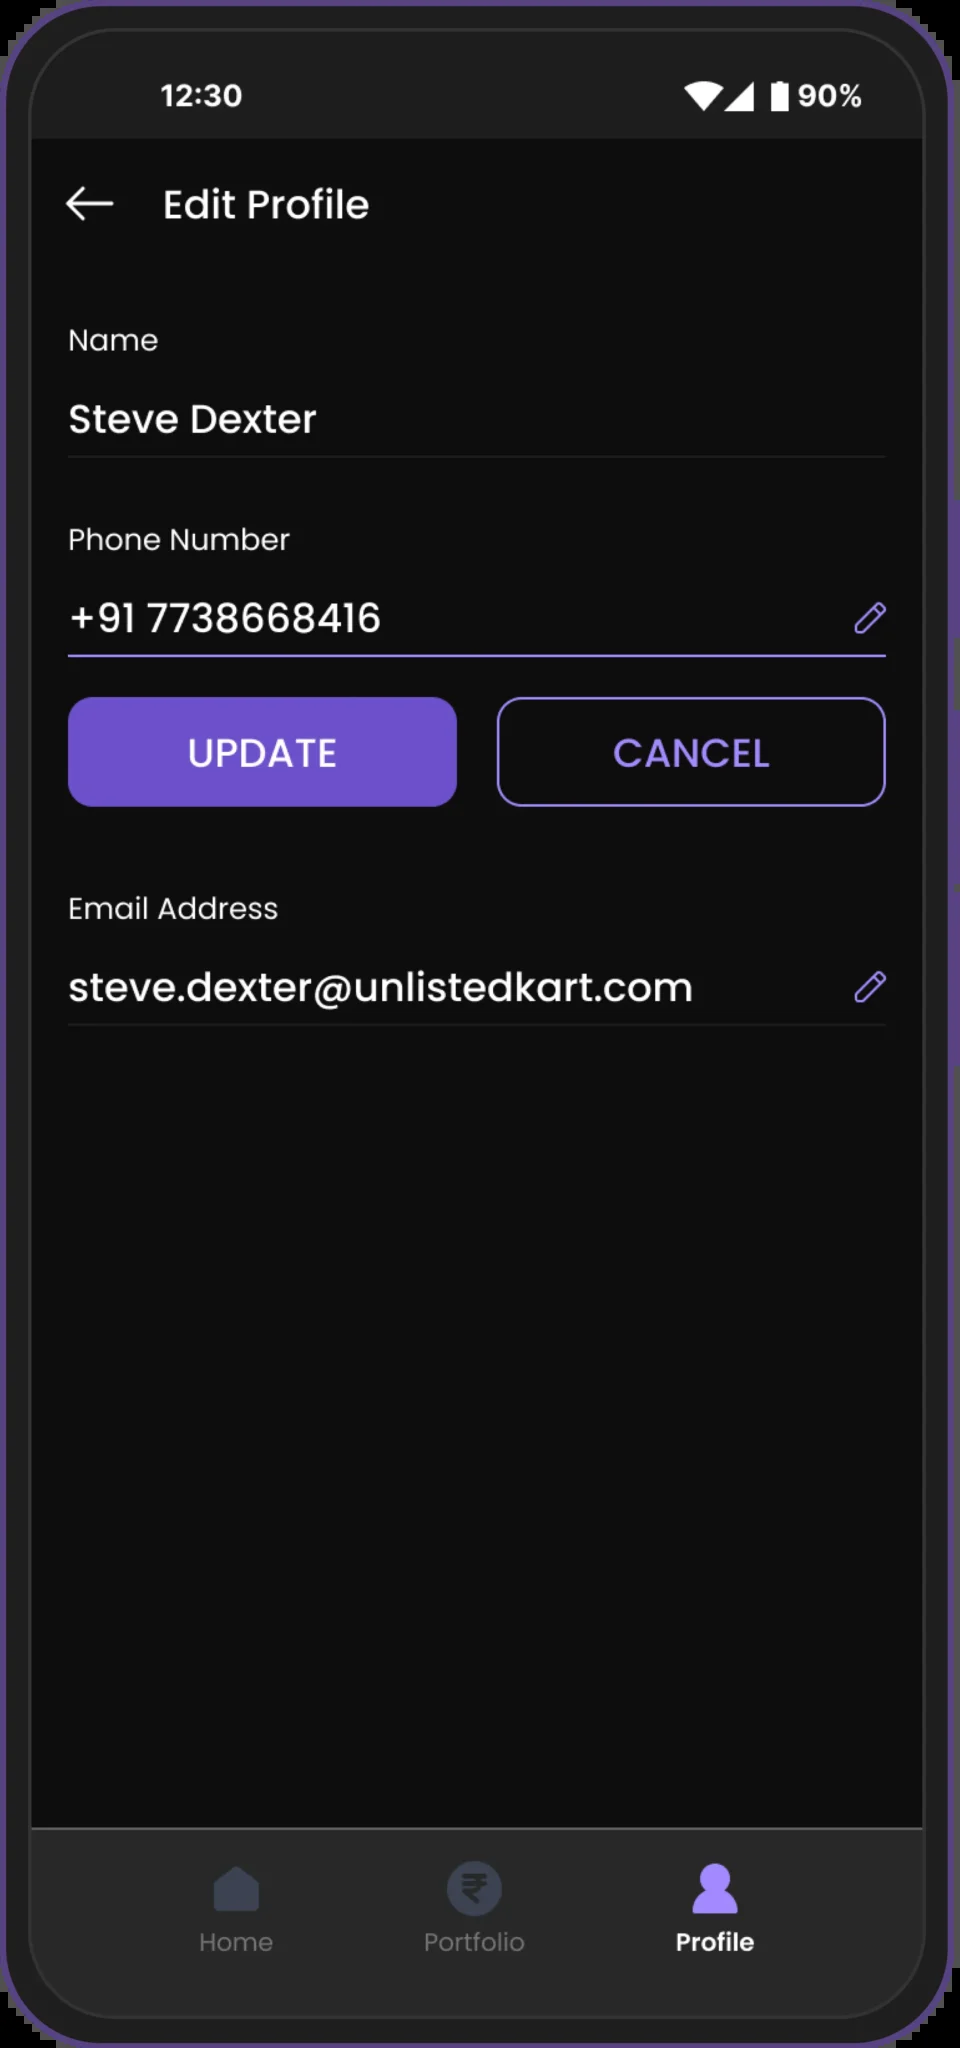 12:30 90%
Edit Profile
Name
Steve Dexter
Phone Number
+91 7738668416
UPDATE CANCEL
Email Address
steve.dexter@unlistedkart.com
₹
Home Portfolio Profile